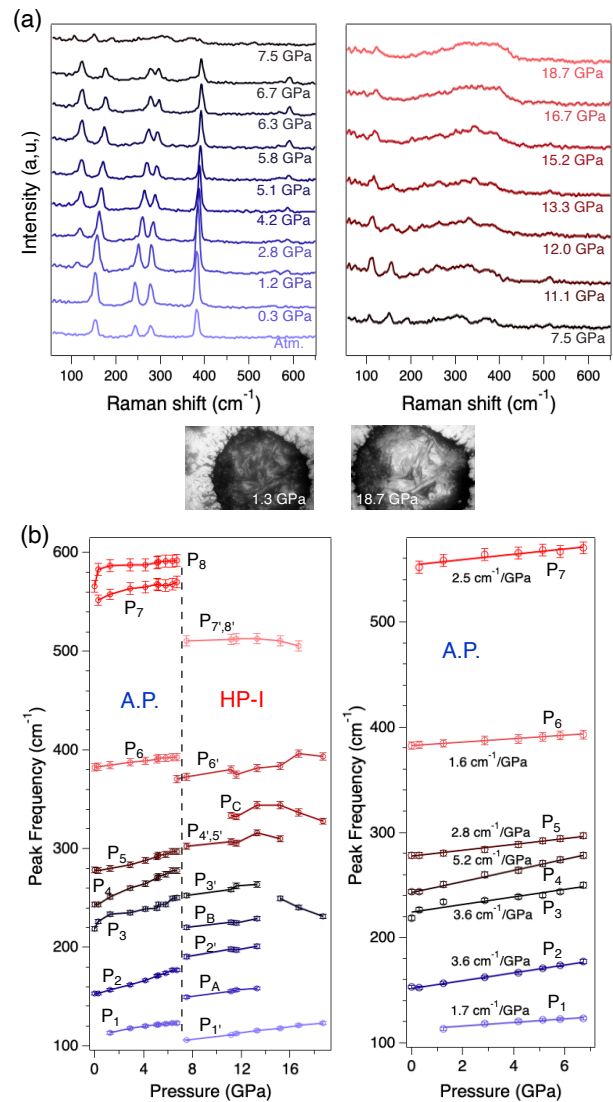 (a)
Intensity (a,u,)
7.5 GPa
6.7 GPa
6.3 GPa
5.8 GPa
5.1 GPa
4.2 GPa
2.8 GPa
1.2 GPa
0.3 GPa
Atm.
100 200 300 400 500 600
Raman shift (cm-1)
18.7 GPa
16.7 GPa
15.2 GPa
13.3 GPa
12.0 GPa
11.1 GPa
7.5 GPa
100 200 300 400 500 600
Raman shift (cm-1)
1.3 GPa
18.7 GPa
(b)
Peak Frequency (cm-1)
600
500
400
300
200
100
P8
P7
P7',8'
A.P.
HP-I
P6
P6'
PC
P5
P4',5'
P4
P3'
P3
PB
P2'
P2
PA
P1
P1'
0 4 8 12 16
Pressure (GPa)
Peak Frequency (cm-1)
500
400
300
200
100
P7
2.5 cm-1/GPa
A.P.
P6
1.6 cm-1/GPa
P5
2.8 cm-1/GPa
5.2 cm-1/GPa
P4
P3
3.6 cm-1/GPa
P2
3.6 cm-1/GPa
P1
1.7 cm-1/GPa
0 2 4 6
Pressure (GPa)